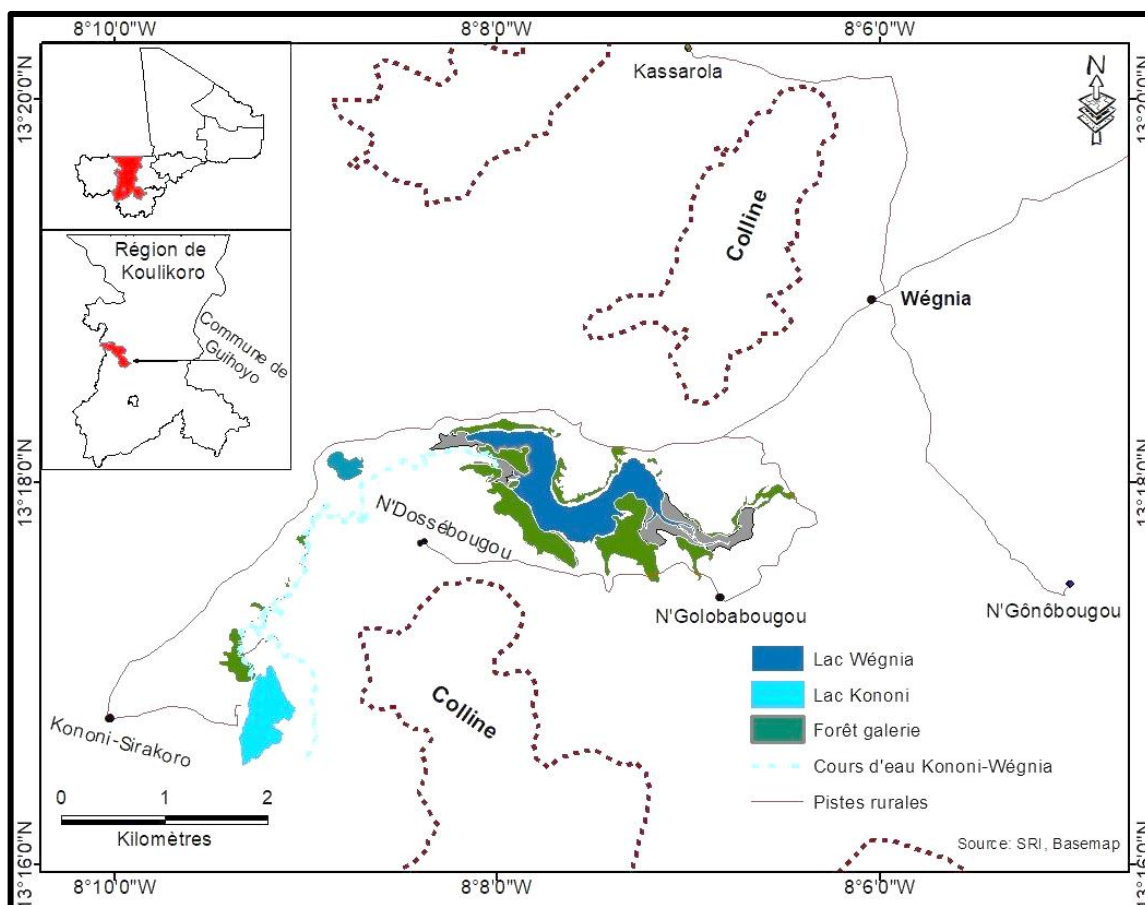 8°10'0"W
8°8'0"W
8°6'0"W
13°20'0"N
13°20'0"N
Kassarola
N
Région de
Koulikoro
Commune de
Guihoyo
Colline
Wégnia
13°18'0"N
13°18'0"N
N'Dossébougou
N'Golobabougou
N'Gônôbougou
Colline
Kononi-Sirakoro
Lac Wégnia
Lac Kononi
Forêt galerie
Cours d'eau Kononi-Wégnia
Pistes rurales
0 1 2
Kilomètres
Source: SRI, Basemap
13°16'0"N
13°16'0"N
8°10'0"W
8°8'0"W
8°6'0"W